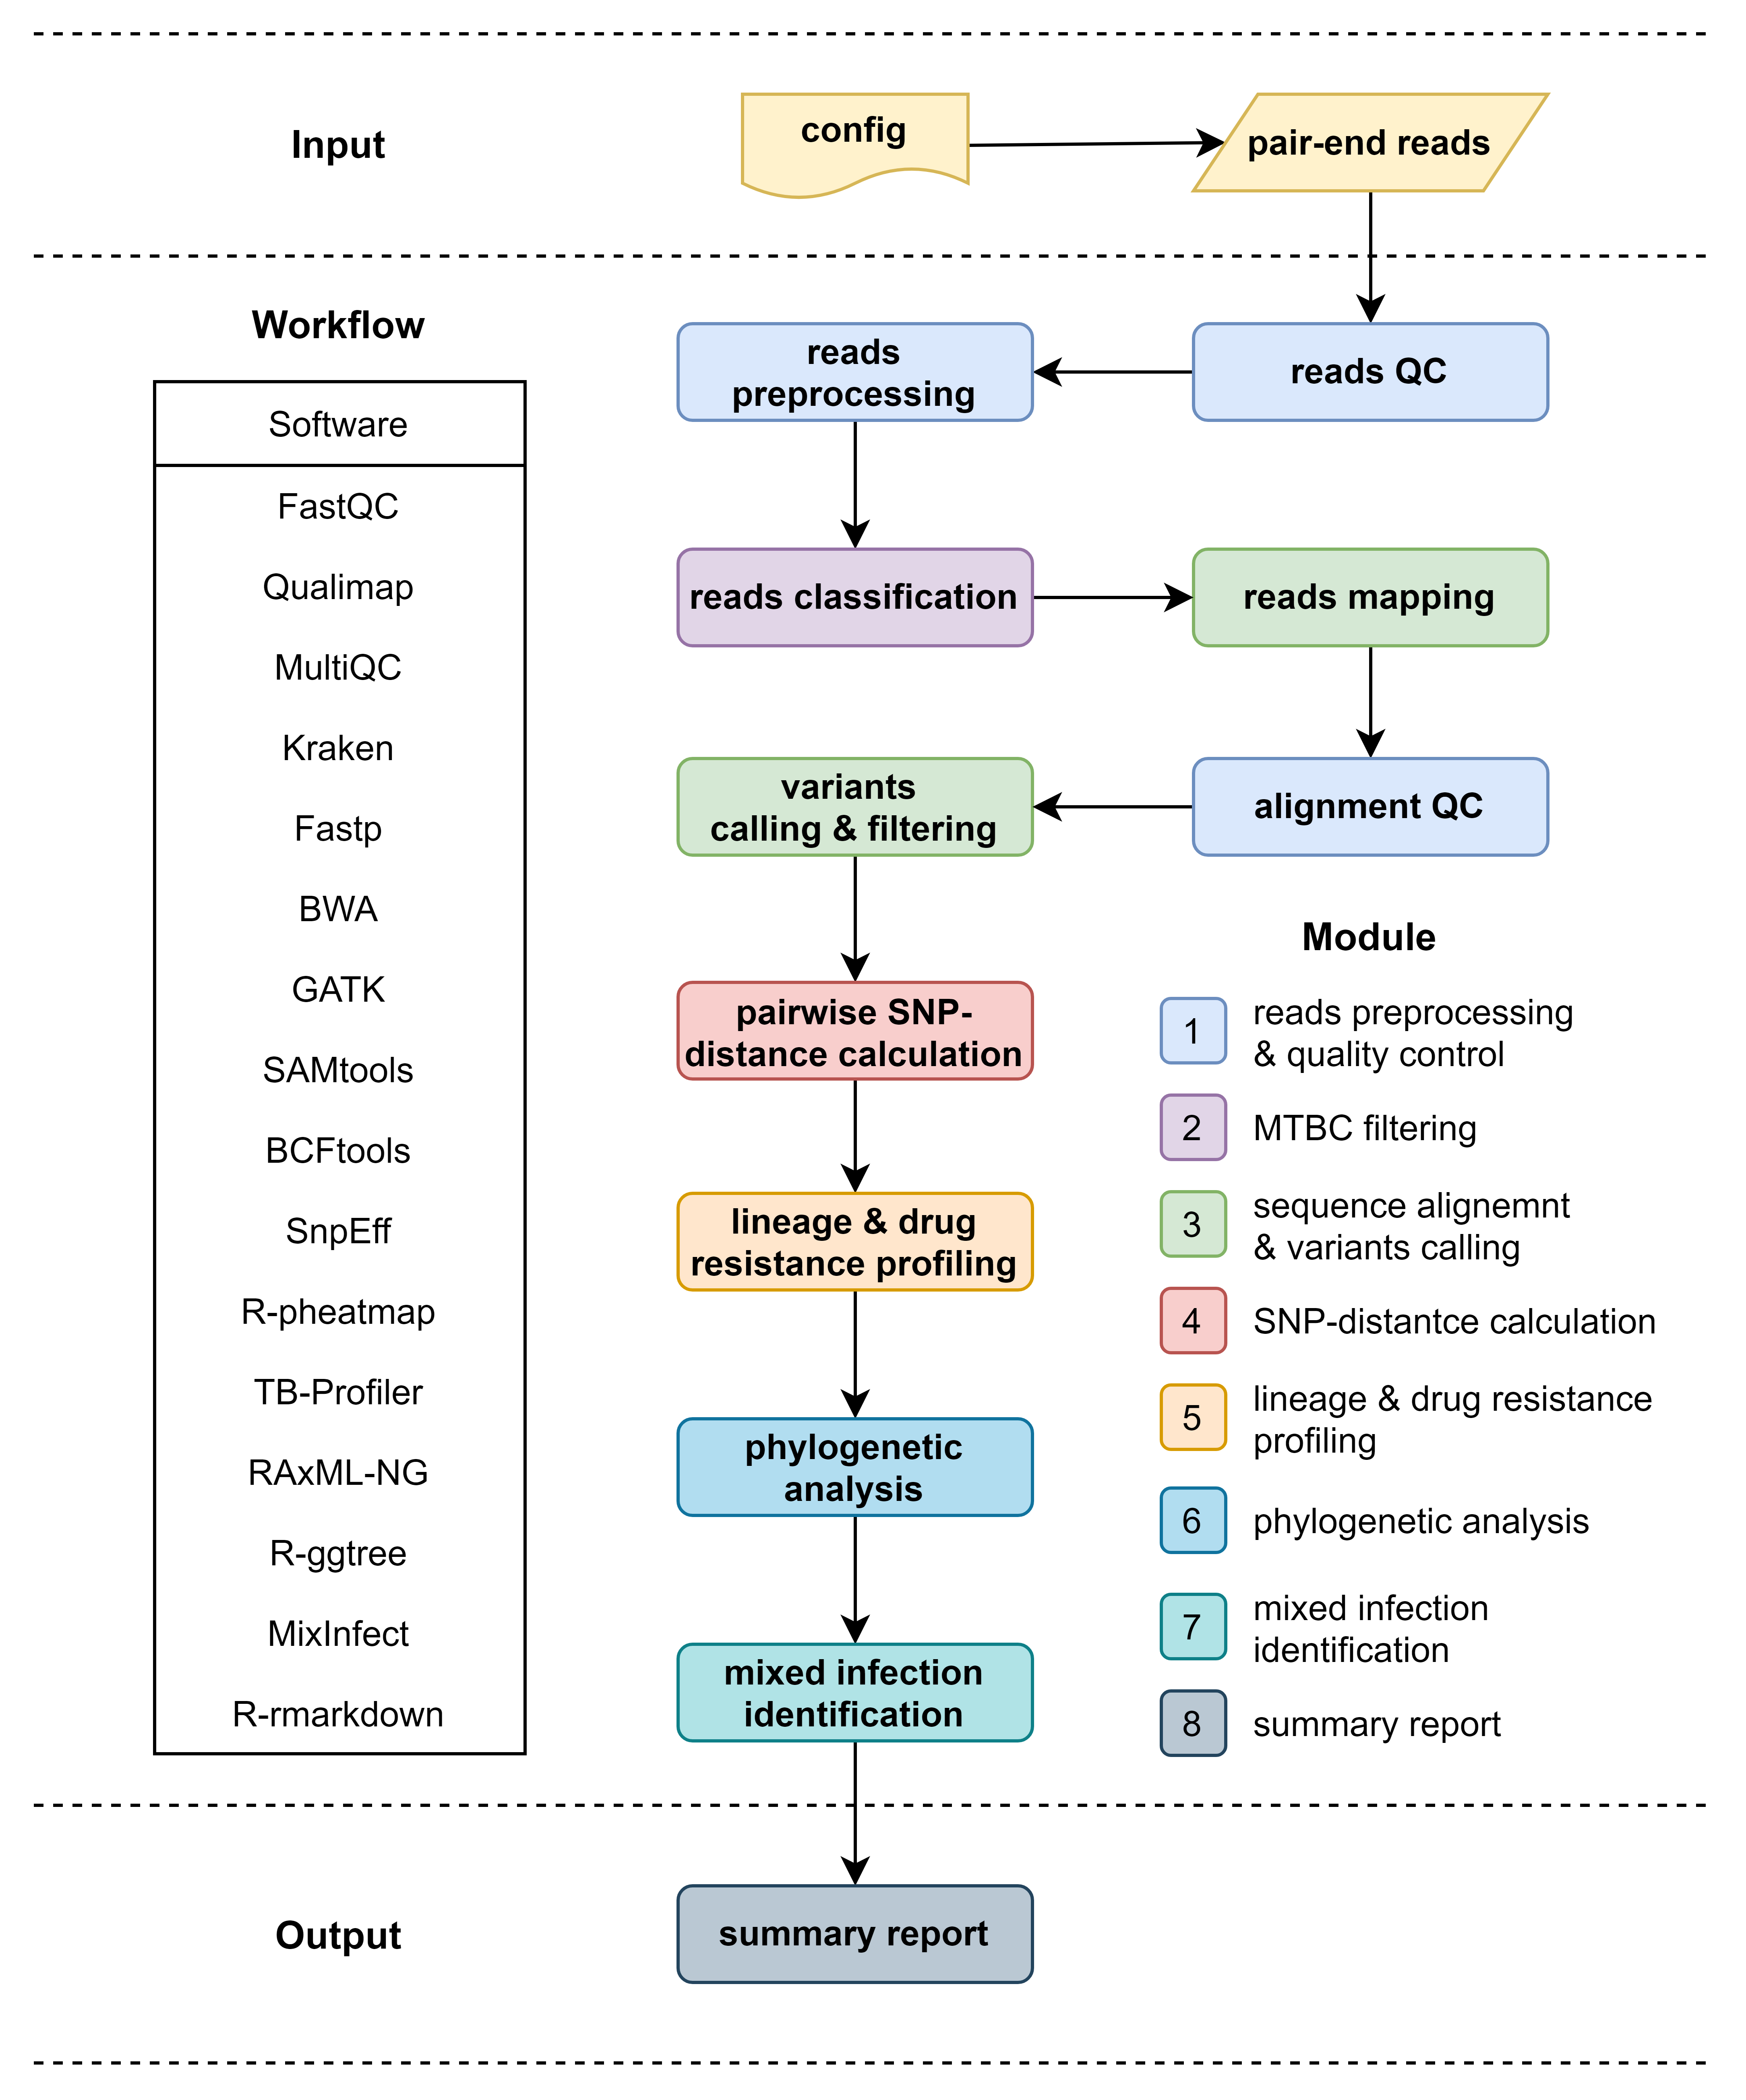 Input
config
pair-end reads
Workflow
Software
FastQC
Qualimap
MultiQC
Kraken
Fastp
BWA
GATK
SAMtools
BCFtools
SnpEff
R-pheatmap
TB-Profiler
RAxML-NG
R-ggtree
MixInfect
R-rmarkdown
reads
preprocessing
reads QC
reads classification
reads mapping
variants
calling & filtering
alignment QC
pairwise SNP-
distance calculation
lineage & drug
resistance profiling
phylogenetic
analysis
mixed infection
identification
Module
1
reads preprocessing
& quality control
2
MTBC filtering
3
sequence alignemnt
& variants calling
4
SNP-distantce calculation
5
lineage & drug resistance
profiling
6
phylogenetic analysis
7
mixed infection
identification
8
summary report
Output
summary report